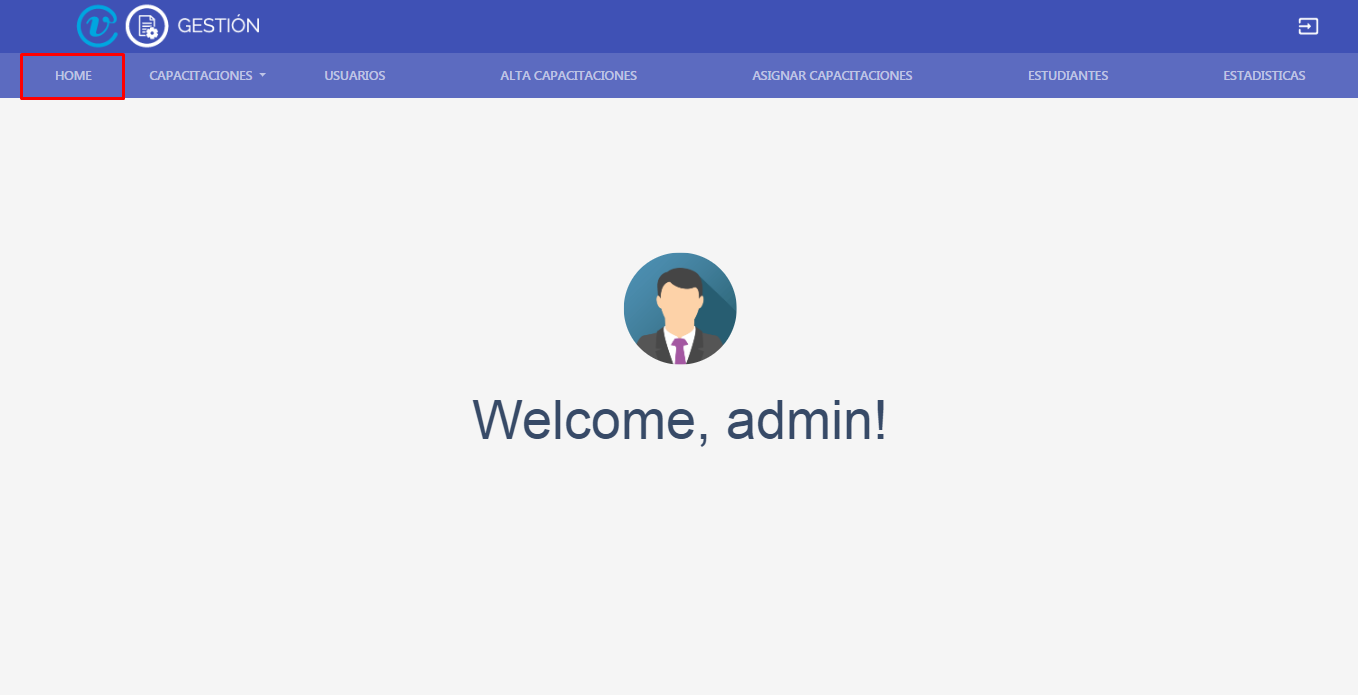 GESTIÓN
HOME CAPACITACIONES USUARIOS ALTA CAPACITACIONES ASIGNAR CAPACITACIONES ESTUDIANTES ESTADISTICAS
Welcome, admin!